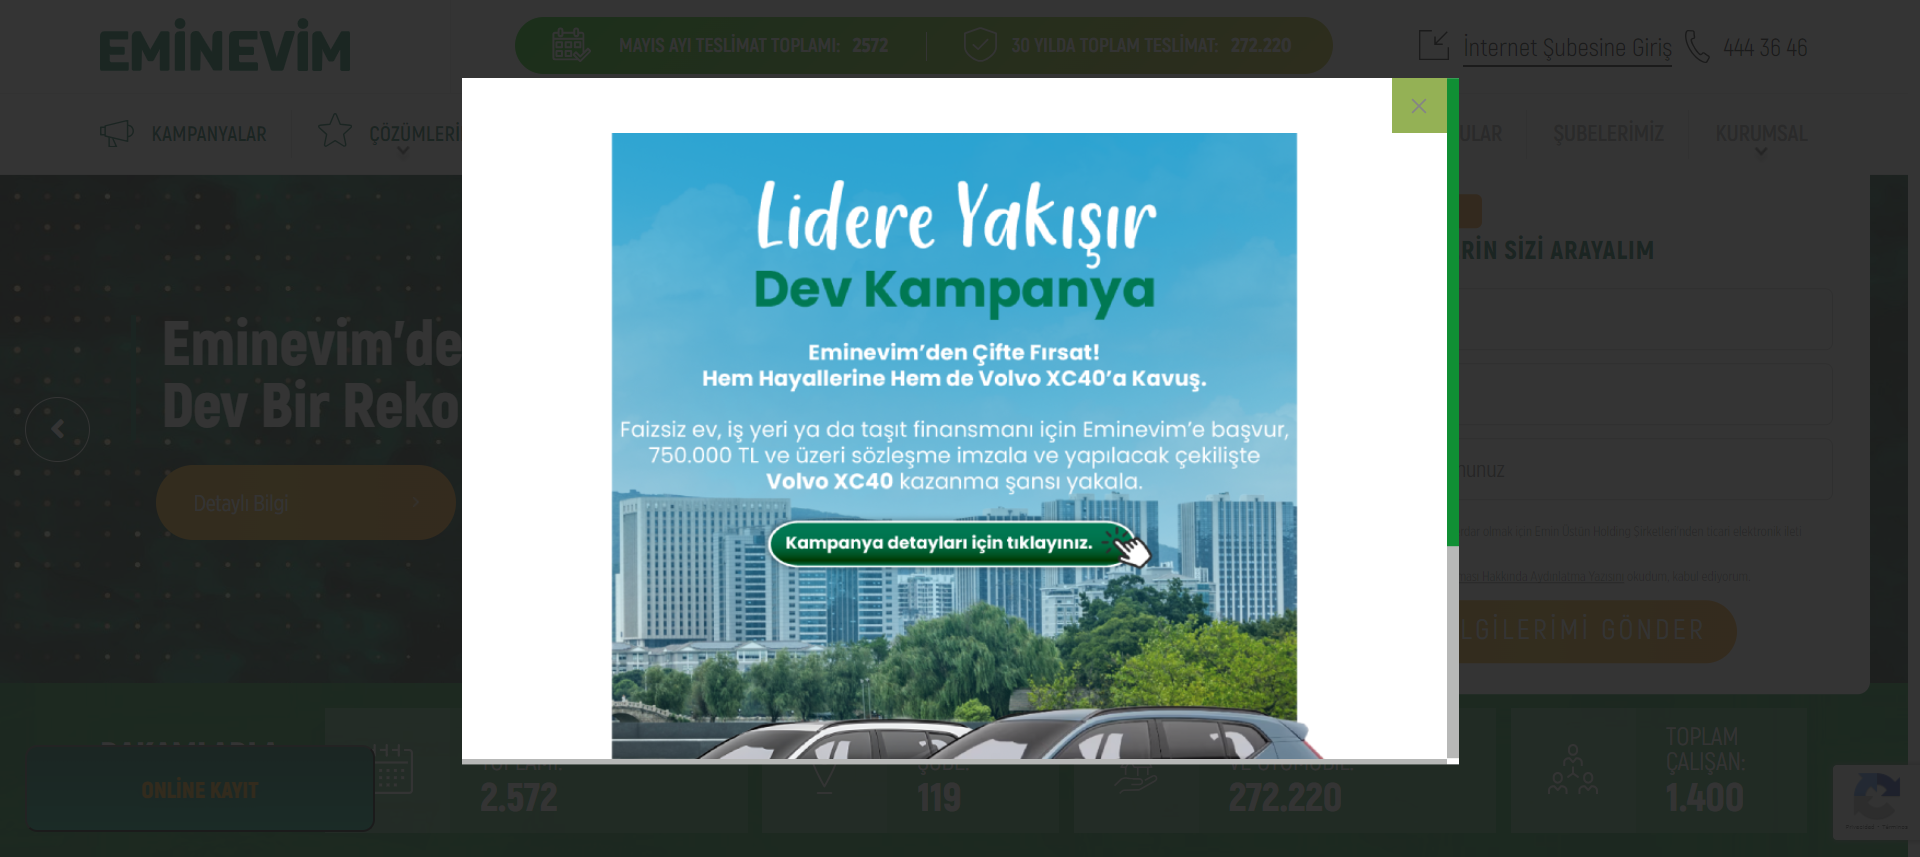 EMİNEVİM
MAYIS AYI TESLİMAT TOPLAMI: 2572
30 YILDA TOPLAM TESLİMAT: 272.220
İnternet Şubesine Giriş
444 36 46
KAMPANYALAR
ÇÖZÜMLERİ
ULAR
ŞUBELERİMİZ
KURUMSAL
Lidere Yakışır
Dev Kampanya
Eminevim’den Çifte Fırsat!
Hem Hayallerine Hem de Volvo XC40’a Kavuş.
Faizsiz ev, iş yeri ya da taşıt finansmanı için Eminevim’e başvur,
750.000 TL ve üzeri sözleşme imzala ve yapılacak çekilişte
Volvo XC40 kazanma şansı yakala.
Kampanya detayları için tıklayınız.
Eminevim’de
Dev Bir Reko
Detaylı Bilgi
RİN SİZİ ARAYALIM
nunuz
okudum, kabul ediyorum.
LGİLERİMİ GÖNDER
ONLİNE KAYIT
2.572
119
272.220
TOPLAM
ÇALIŞAN:
1.400